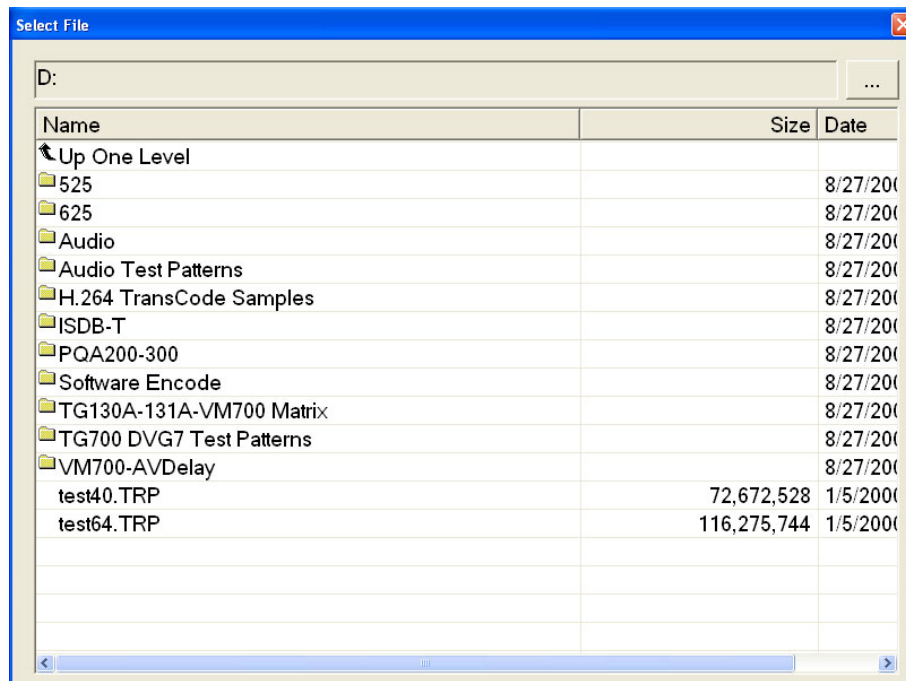 Select File
D:
...
Name Size Date
Up One Level
525 8/27/200
625 8/27/200
Audio 8/27/200
Audio Test Patterns 8/27/200
H.264 TransCode Samples 8/27/200
ISDB-T 8/27/200
PQA200-300 8/27/200
Software Encode 8/27/200
TG130A-131A-VM700 Matrix 8/27/200
TG700 DVG7 Test Patterns 8/27/200
VM700-AVDelay 8/27/200
test40.TRP 72,672,528 1/5/2000
test64.TRP 116,275,744 1/5/2000